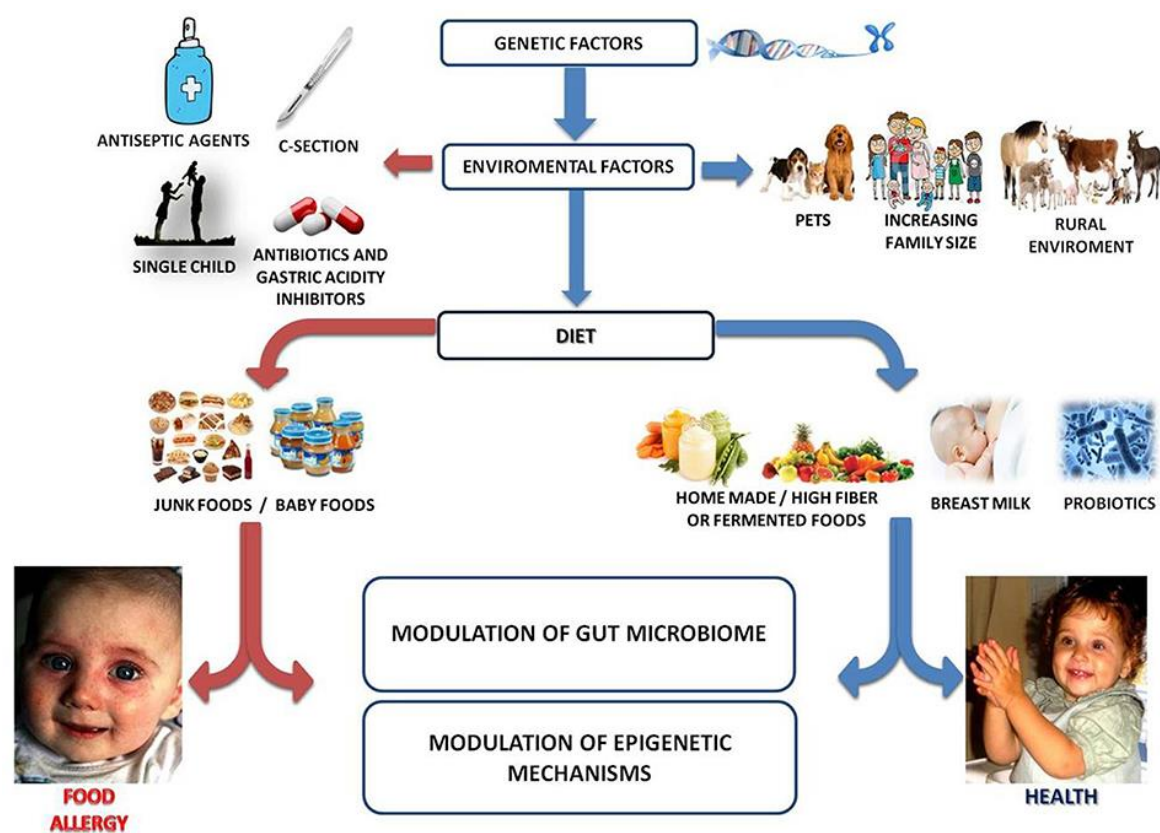 GENETIC FACTORS
ANTISEPTIC AGENTS
C-SECTION
ENVIROMENTAL FACTORS
PETS
INCREASING
FAMILY SIZE
RURAL
ENVIROMENT
SINGLE CHILD
ANTIBIOTICS AND
GASTRIC ACIDITY
INHIBITORS
DIET
JUNK FOODS / BABY FOODS
HOME MADE / HIGH FIBER
OR FERMENTED FOODS
BREAST MILK
PROBIOTICS
MODULATION OF GUT MICROBIOME
MODULATION OF EPIGENETIC
MECHANISMS
FOOD
ALLERGY
HEALTH